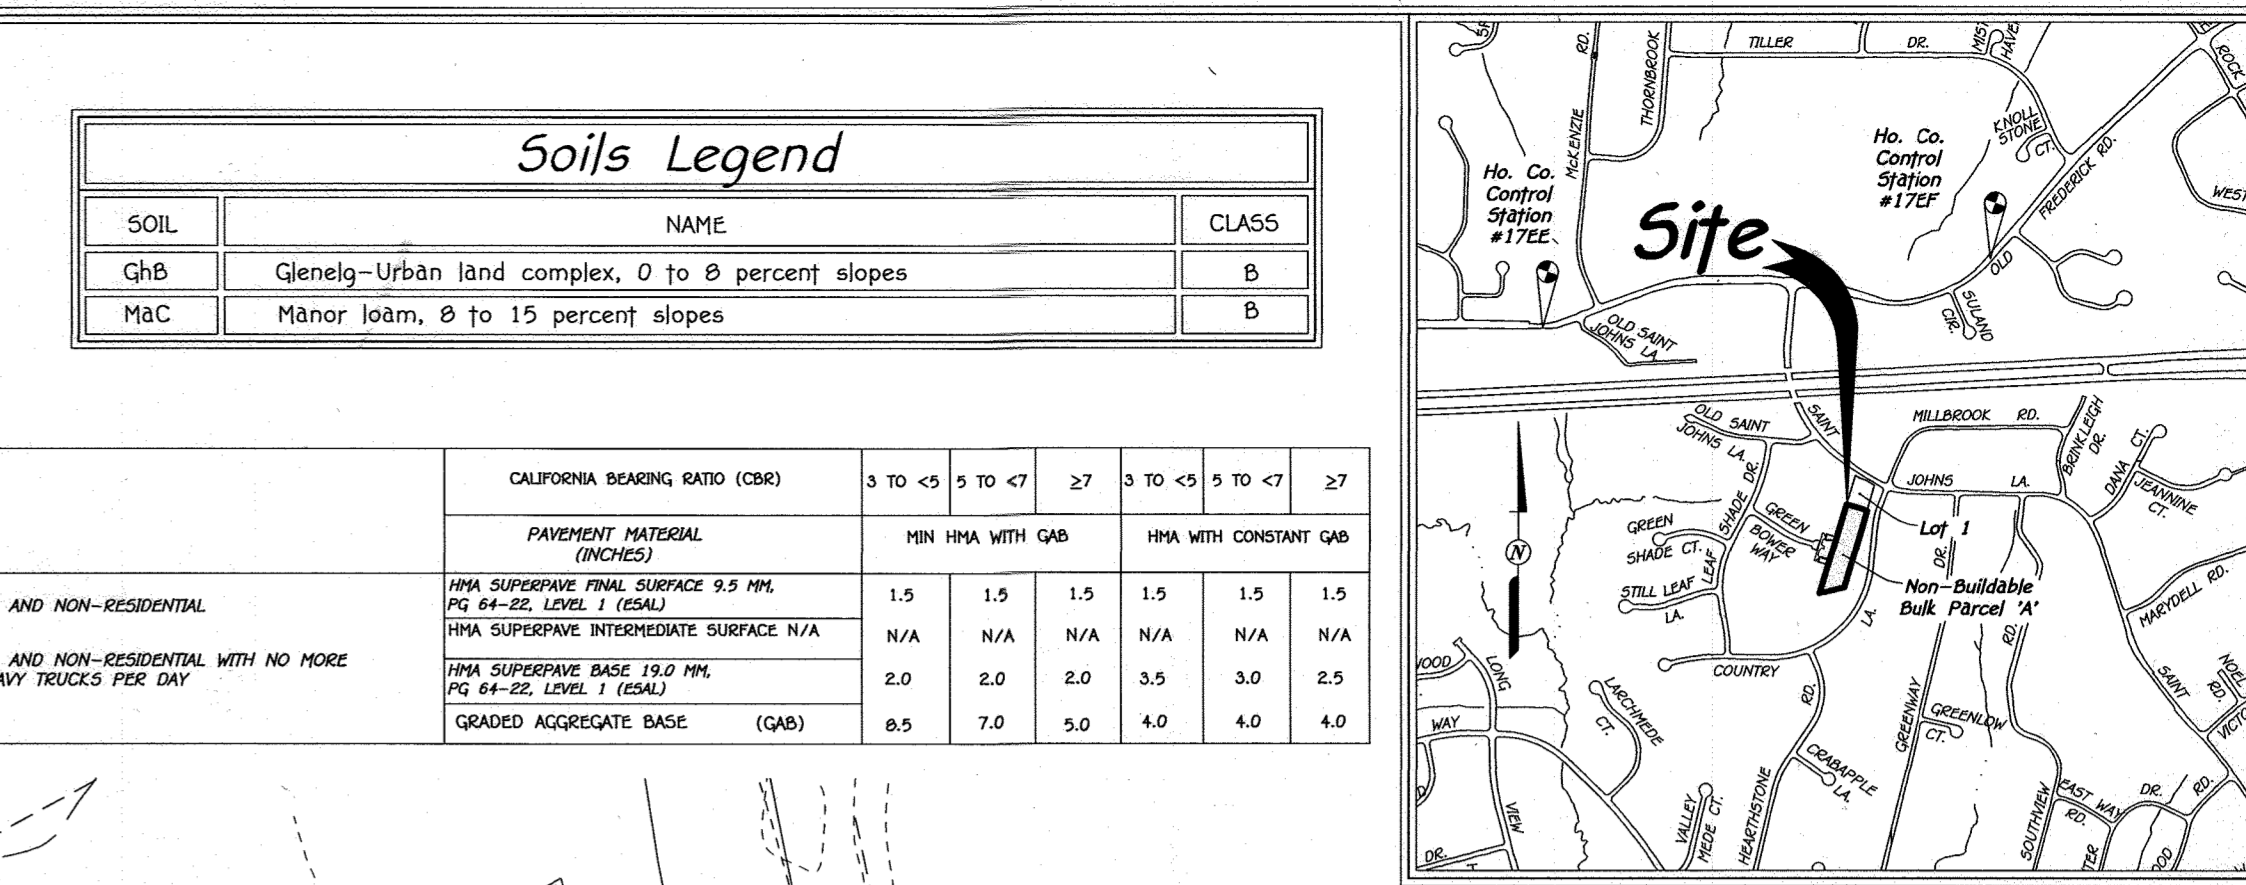 Soils Legend
SOIL NAME CLASS
GhB Glenelg-Urban land complex, 0 to 8 percent slopes B
MaC Manor loam, 8 to 15 percent slopes B
CALIFORNIA BEARING RATIO (CBR) 3 TO <5 5 TO <7 ≥7 3 TO <5 5 TO <7 ≥7
PAVEMENT MATERIAL
(INCHES)
MIN HMA WITH GAB HMA WITH CONSTANT GAB
AND NON-RESIDENTIAL
HMA SUPERPAVE FINAL SURFACE 9.5 MM,
PG 64-22, LEVEL 1 (ESAL)
1.5 1.5 1.5 1.5 1.5 1.5
HMA SUPERPAVE INTERMEDIATE SURFACE N/A N/A N/A N/A N/A N/A N/A
AND NON-RESIDENTIAL WITH NO MORE
AVY TRUCKS PER DAY
HMA SUPERPAVE BASE 19.0 MM,
PG 64-22, LEVEL 1 (ESAL)
2.0 2.0 2.0 3.5 3.0 2.5
GRADED AGGREGATE BASE (GAB) 8.5 7.0 5.0 4.0 4.0 4.0
RD.
McKENZIE
THORNBROOK
TILLER DR.
KNOLL
STONE
CT.
ROCK
WEST
Ho. Co.
Control
Station
#17EE
Ho. Co.
Control
Station
#17EF
FREDERICK RD.
OLD
Site
SULAND
CIR.
OLD SAINT
JOHNS LA.
OLD SAINT
JOHNS LA.
SAINT
JOHNS LA.
MILLBROOK RD.
BRINKLEIGH
DR.
DANA CT.
JEANNINE
CT.
SHADE DR.
GREEN
SHADE CT.
LEAF
GREEN
BOWER
WAY
STILL LEAF
LA.
N
Lot 1
DR.
Non-Buildable
Bulk Parcel 'A'
RD.
LA.
MARYDELL RD.
COUNTRY
LONG
VIEW
WAY
LARCHMEDE
CT.
RD.
HEARTHSTONE
GREENWAY
GREENLOW
CT.
CRABAPPLE
LA.
VALLEY
MEDE CT.
SAINT
NOEL
RD.
SOUTHVIEW
EAST WAY
RD.
DR.
RD.
DR.